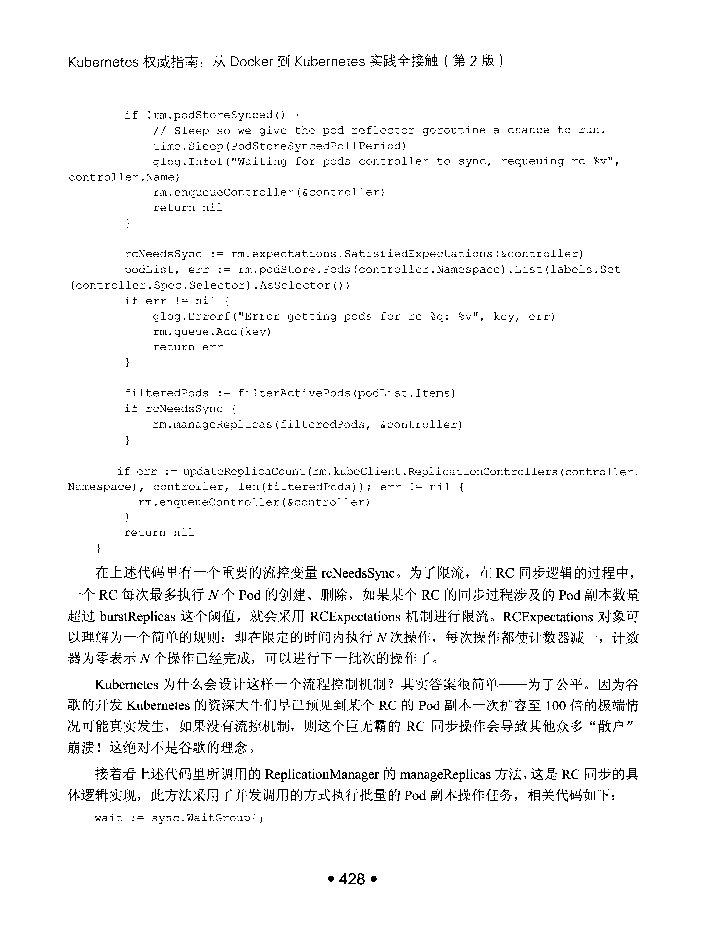 Kubernetes 权威指南：从 Docker 到 Kubernetes 实践全接触（第 2 版）
if !rm.podStoreSynced() {
// Sleep so we give the pod reflector goroutine a chance to run.
time.Sleep(PodStoreSyncedPollPeriod)
glog.Infof("Waiting for pods controller to sync, requeuing rc %v",
controller.Name)
rm.enqueueController(&controller)
return nil
}
rcNeedsSync := rm.expectations.SatisfiedExpectations(&controller)
podList, err := rm.podStore.Pods(controller.Namespace).List(labels.Set
(controller.Spec.Selector).AsSelector())
if err != nil {
glog.Errorf("Error getting pods for rc %q: %v", key, err)
rm.queue.Add(key)
return err
}
filteredPods := filterActivePods(podList.Items)
if rcNeedsSync {
rm.manageReplicas(filteredPods, &controller)
}
if err := updateReplicaCount(rm.kubeClient.ReplicationControllers(controller.
Namespace), controller, len(filteredPods)); err != nil {
rm.enqueueController(&controller)
}
return nil
}
在上述代码里有一个重要的流控变量 rcNeedsSync。为了限流，在 RC 同步逻辑的过程中，
一个 RC 每次最多执行 N 个 Pod 的创建、删除，如果某个 RC 的同步过程涉及的 Pod 副本数量
超过 burstReplicas 这个阈值，就会采用 RCExpectations 机制进行限流。RCExpectations 对象可
以理解为一个简单的规则：即在限定的时间内执行 N 次操作，每次操作都使计数器减一，计数
器为零表示 N 个操作已经完成，可以进行下一批次的操作了。
Kubernetes 为什么会设计这样一个流程控制机制？其实答案很简单——为了公平。因为谷
歌的开发 Kubernetes 的资深大牛们早已预见到某个 RC 的 Pod 副本一次扩容至 100 倍的极端情
况可能真实发生，如果没有流控机制，则这个巨无霸的 RC 同步操作会导致其他众多“散户”
崩溃！这绝对不是谷歌的理念。
接着看上述代码里所调用的 ReplicationManager 的 manageReplicas 方法，这是 RC 同步的具
体逻辑实现，此方法采用了并发调用的方式执行批量的 Pod 副本操作任务，相关代码如下：
wait := sync.WaitGroup{}
• 428 •